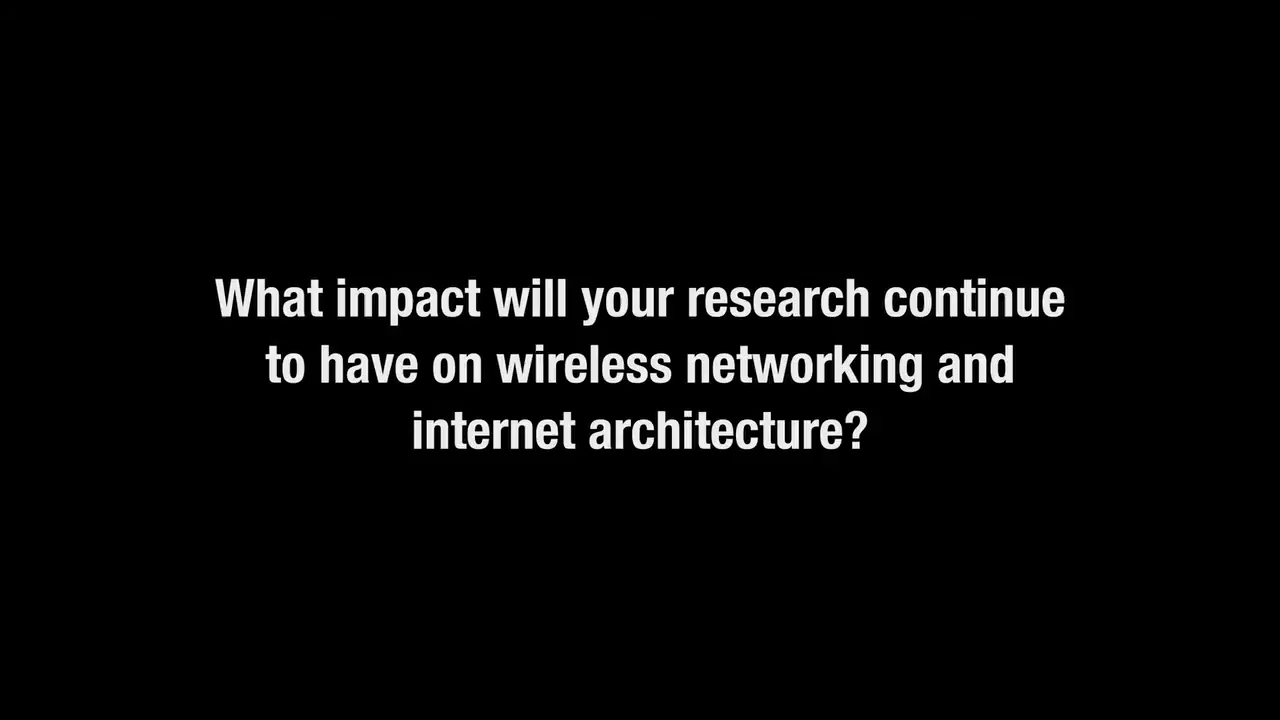 What impact will your research continue
to have on wireless networking and
internet architecture?